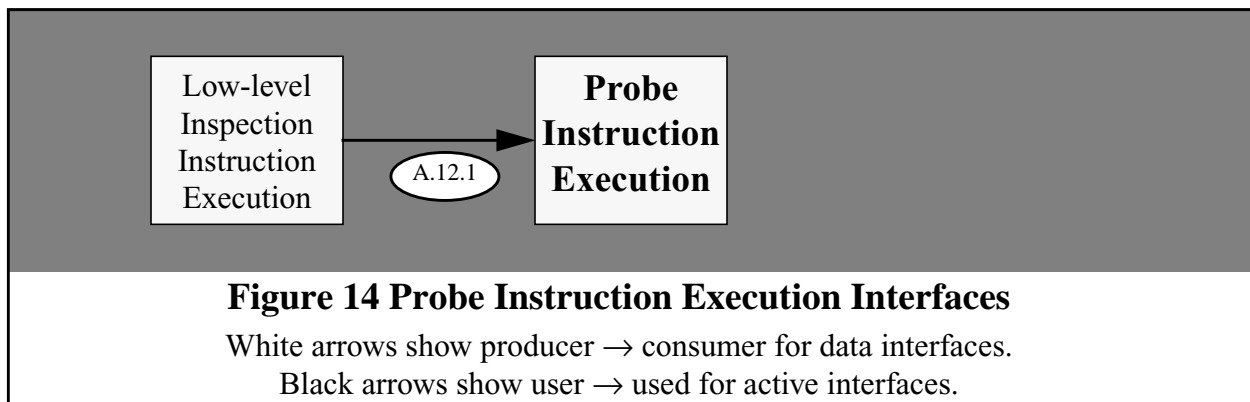 Low-level
Inspection
Instruction
Execution
A.12.1
Probe
Instruction
Execution
Figure 14 Probe Instruction Execution Interfaces
White arrows show producer → consumer for data interfaces.
Black arrows show user → used for active interfaces.